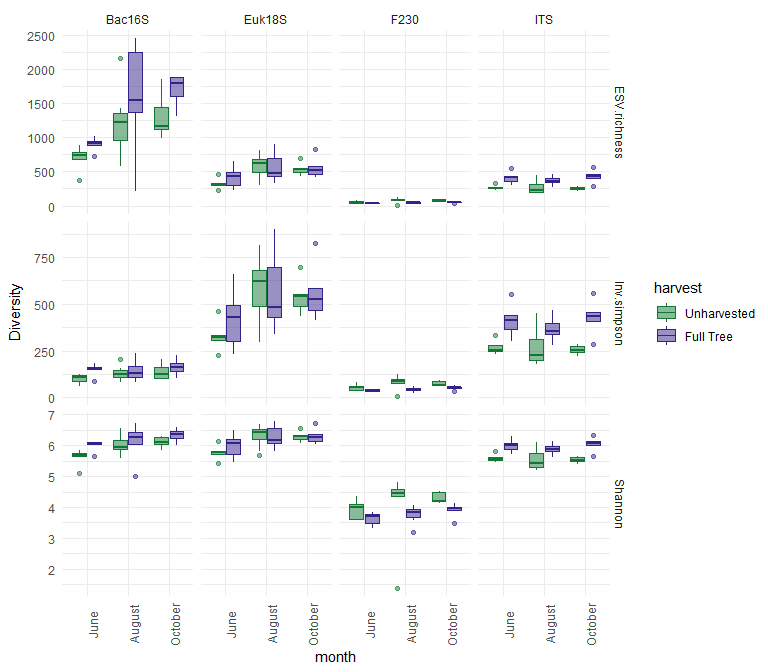 Bac16S Euk18S F230 ITS
2500
2000
1500
1000
500
0
ESV.richness
750
500
250
0
Inv.simpson
7
6
5
4
3
2
Shannon
Diversity
harvest
Unharvested
Full Tree
June August October June August October June August October June August October
month